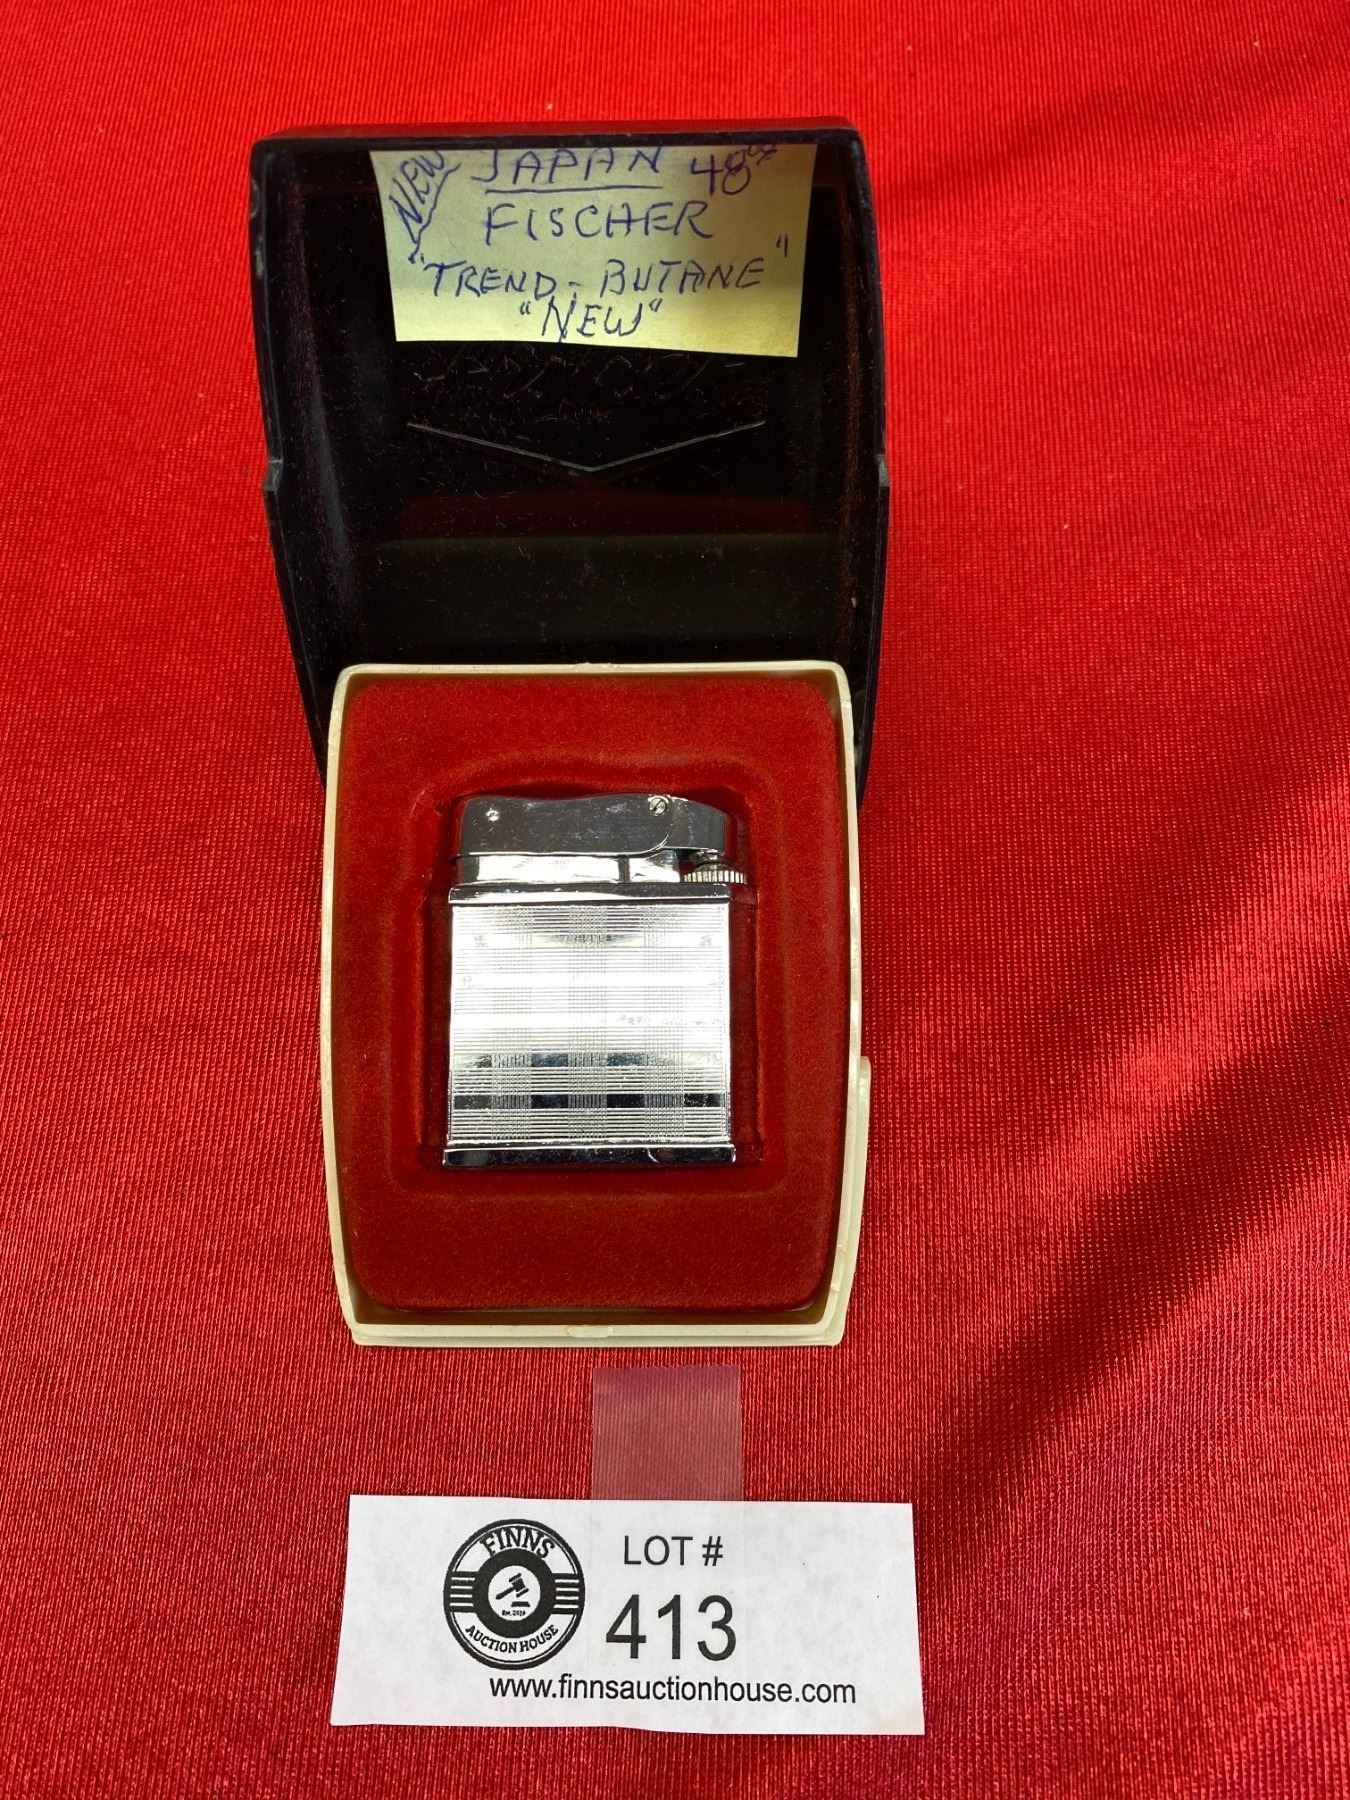 NEW
JAPAN 48
FISCHER
"TREND - BUTANE"
"NEW"
FINNS
AUCTION HOUSE
LOT #
413
www.finnsauctionhouse.com